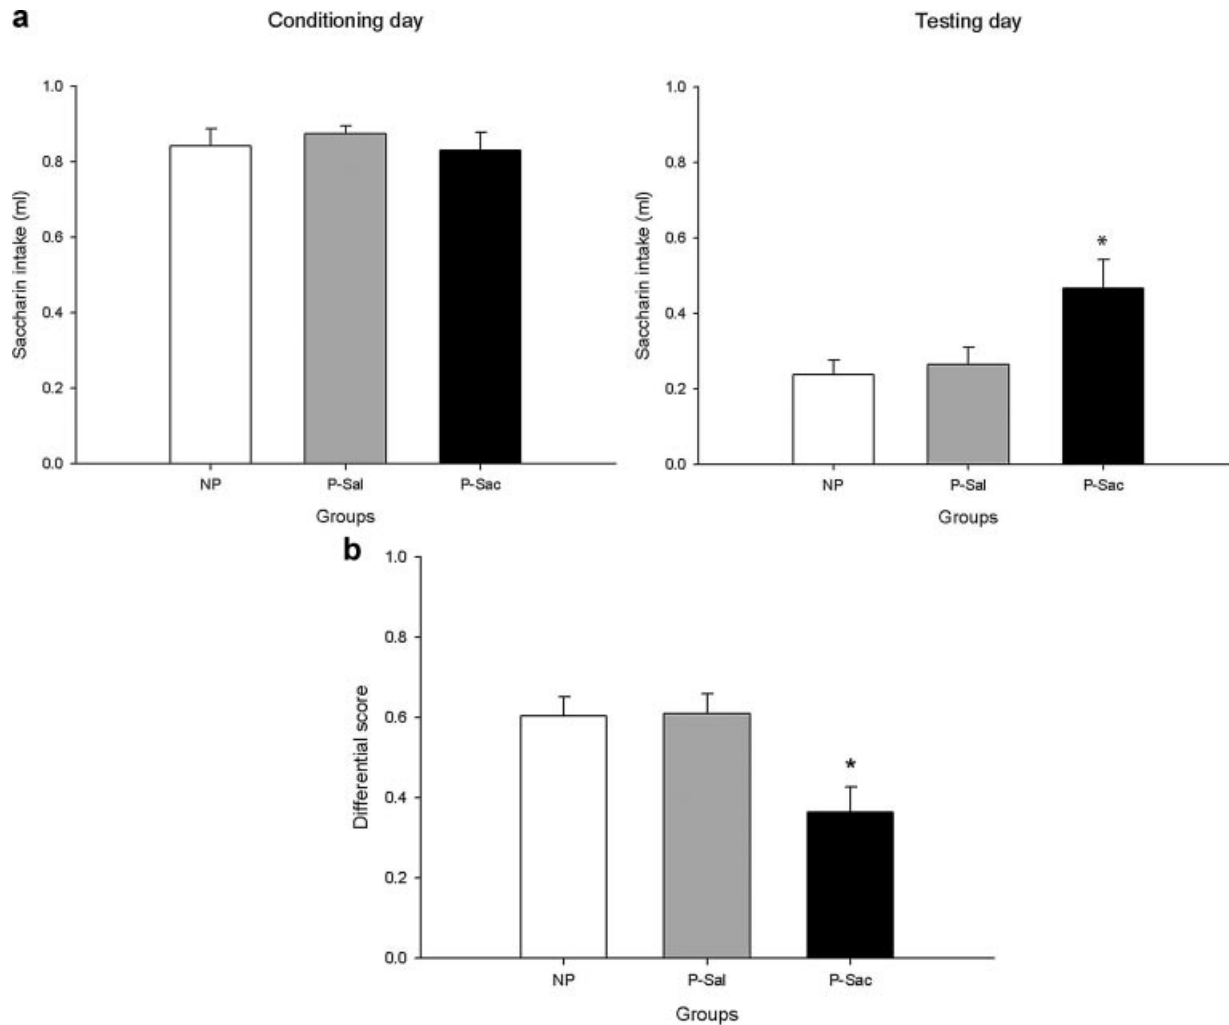 a
Conditioning day
Testing day
Saccharin intake (ml)
1.0
0.8
0.6
0.4
0.2
0.0
NP
P-Sal
P-Sac
Groups
Saccharin intake (ml)
1.0
0.8
0.6
0.4
0.2
0.0
*
NP
P-Sal
P-Sac
Groups
b
Differential score
1.0
0.8
0.6
0.4
0.2
0.0
*
NP
P-Sal
P-Sac
Groups